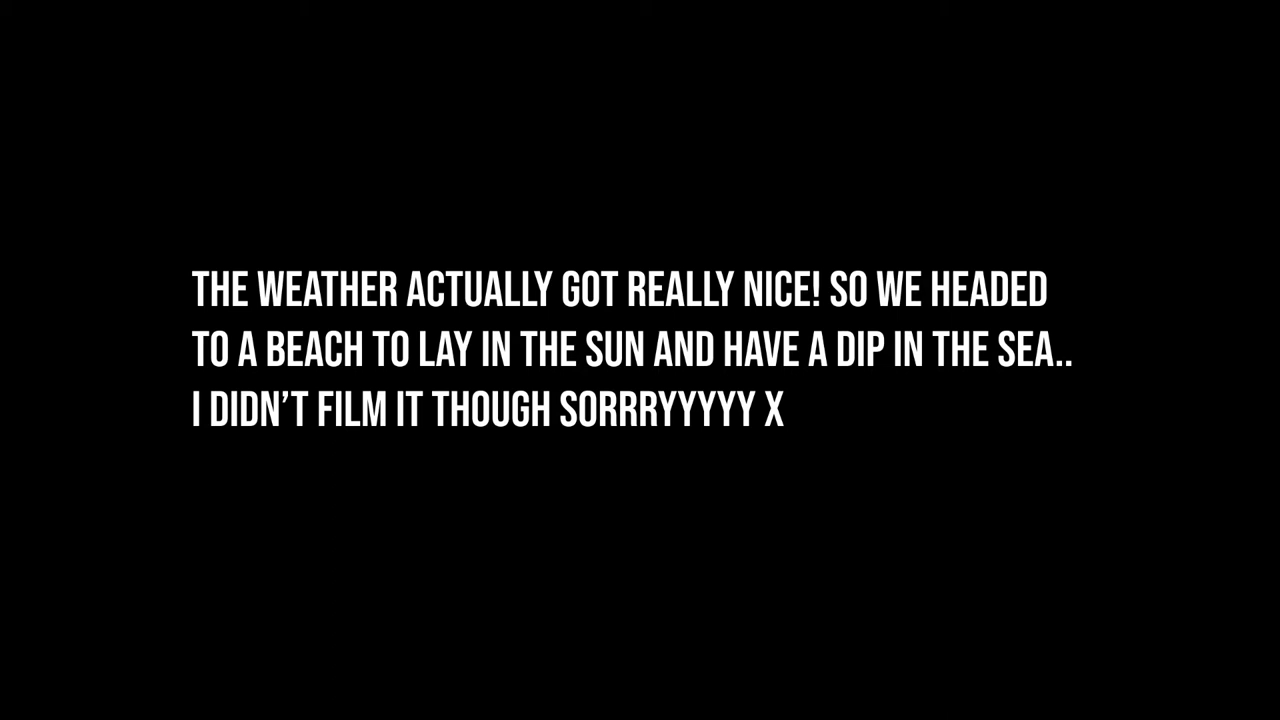 THE WEATHER ACTUALLY GOT REALLY NICE! SO WE HEADED
TO A BEACH TO LAY IN THE SUN AND HAVE A DIP IN THE SEA..
I DIDN’T FILM IT THOUGH SORRRYYYYY X